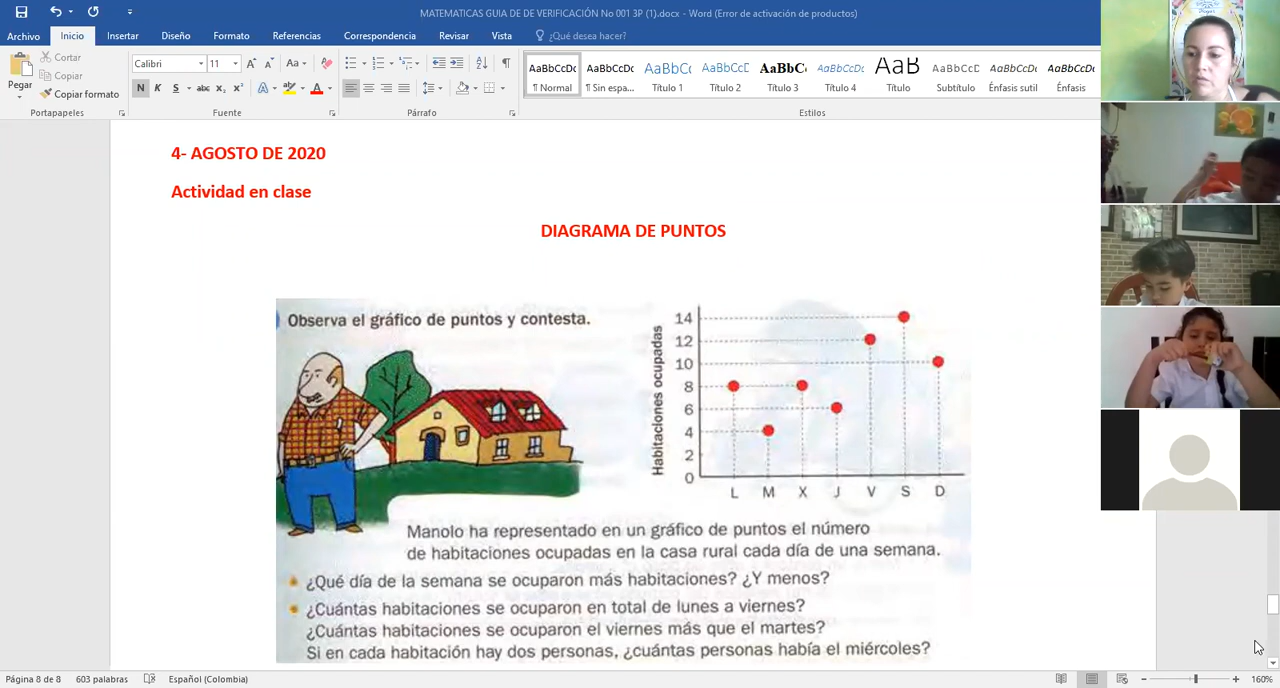 MATEMATICAS GUIA DE DE VERIFICACIÓN No 001 3P (1).docx - Word (Error de activación de productos)
Archivo Inicio Insertar Diseño Formato Referencias Correspondencia Revisar Vista ¿Qué desea hacer?
Pegar
Cortar
Copiar
Copiar formato
Portapapeles
Calibri 11 Aa
N K S abc x₂ x² A aby A
Fuente
Párrafo
AaBbCcDc AaBbCcDc AaBbCc AaBbCcD AaBbC AaBbCcDc AaB AaBbCcD AaBbCcDc AaBbCcDc
¶ Normal ¶ Sin espa... Título 1 Título 2 Título 3 Título 4 Título Subtítulo Énfasis sutil Énfasis
Estilos
4- AGOSTO DE 2020
Actividad en clase
DIAGRAMA DE PUNTOS
Observa el gráfico de puntos y contesta.
Habitaciones ocupadas
14
12
10
8
6
4
2
0
L M X J V S D
Manolo ha representado en un gráfico de puntos el número
de habitaciones ocupadas en la casa rural cada día de una semana.
¿Qué día de la semana se ocuparon más habitaciones? ¿Y menos?
¿Cuántas habitaciones se ocuparon en total de lunes a viernes?
¿Cuántas habitaciones se ocuparon el viernes más que el martes?
Si en cada habitación hay dos personas, ¿cuántas personas había el miércoles?
Página 8 de 8 603 palabras Español (Colombia) 160%